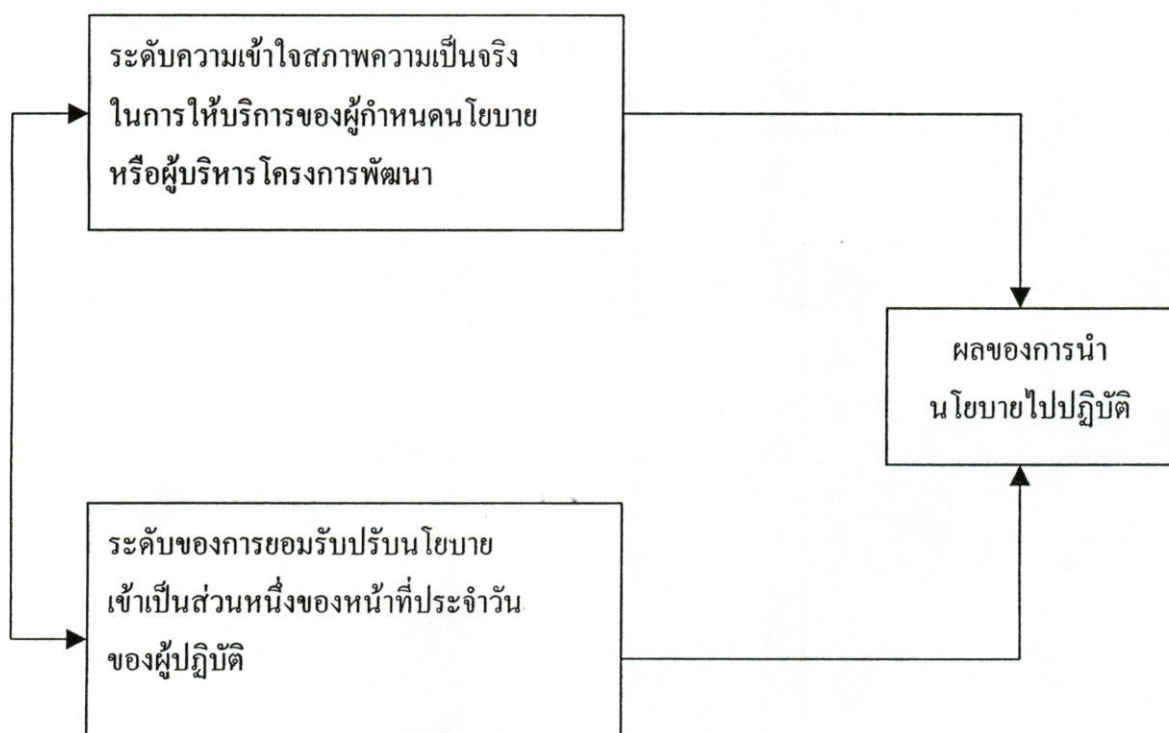 ระดับความเข้าใจสภาพความเป็นจริง
ในการให้บริการของผู้กำหนดนโยบาย
หรือผู้บริหารโครงการพัฒนา
ผลของการนำ
นโยบายไปปฏิบัติ
ระดับของการยอมรับปรับนโยบาย
เข้าเป็นส่วนหนึ่งของหน้าที่ประจำวัน
ของผู้ปฏิบัติ